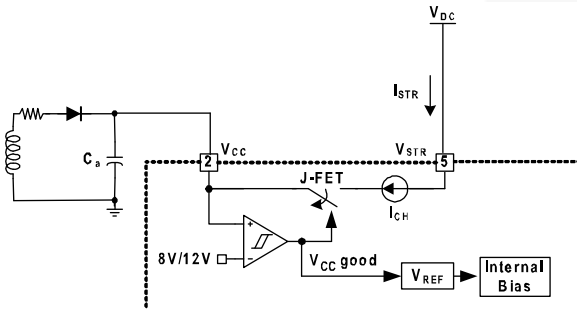 V_DC
I_STR
C_a
2
V_CC
V_STR
5
J-FET
I_CH
+
8V/12V
-
V_CC good
V_REF
Internal
Bias